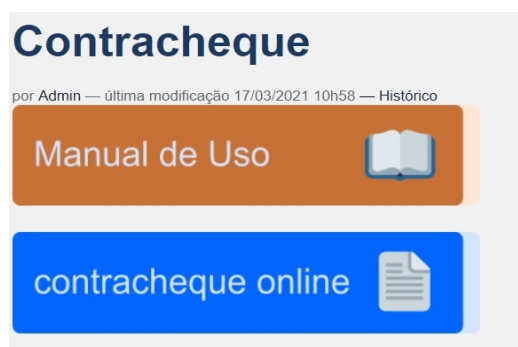 Contracheque
por Admin — última modificação 17/03/2021 10h58 — Histórico
Manual de Uso
contracheque online